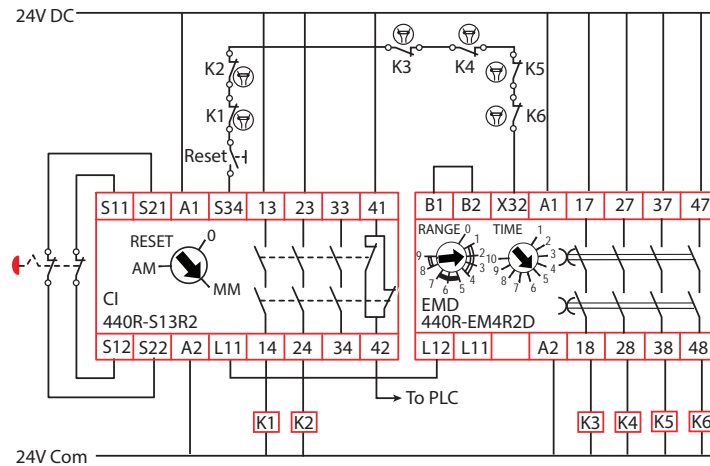 24V DC
K3 K4
K2 K5
K1 K6
Reset
S11 S21 A1 S34 13 23 33 41
B1 B2 X32 A1 17 27 37 47
RESET 0
AM MM
CI
440R-S13R2
RANGE 0 1 2 3 4 5 6 7 8 9
TIME 1 2 3 4 5 6 7 8 9 10
EMD
440R-EM4R2D
S12 S22 A2 L11 14 24 34 42
L12 L11 A2 18 28 38 48
To PLC
K1 K2
K3 K4 K5 K6
24V Com